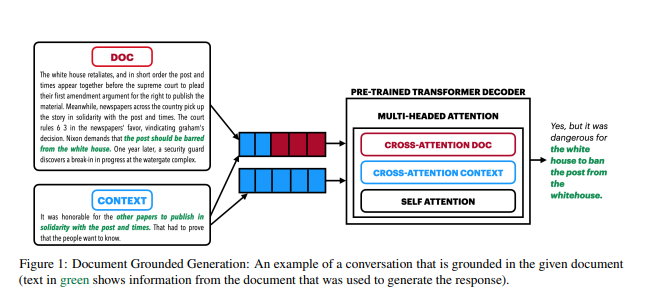 DOC
The white house retaliates, and in short order the post and
times appear together before the supreme court to plead
their first amendment argument for the right to publish the
material. Meanwhile, newspapers across the country pick up
the story in solidarity with the post and times. The court
rules 6 3 in the newspapers' favor, vindicating graham's
decision. Nixon demands that the post should be barred
from the white house. One year later, a security guard
discovers a break-in in progress at the watergate complex.
CONTEXT
It was honorable for the other papers to publish in
solidarity with the post and times. That had to prove
that the people want to know.
PRE-TRAINED TRANSFORMER DECODER
MULTI-HEADED ATTENTION
CROSS-ATTENTION DOC
CROSS-ATTENTION CONTEXT
SELF ATTENTION
Yes, but it was
dangerous for
the white
house to ban
the post from
the
whitehouse.
Figure 1: Document Grounded Generation: An example of a conversation that is grounded in the given document
(text in green shows information from the document that was used to generate the response).